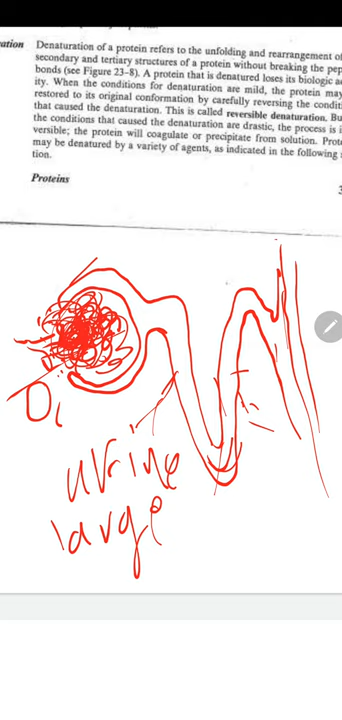 ation Denaturation of a protein refers to the unfolding and rearrangement of
secondary and tertiary structures of a protein without breaking the pep
bonds (see Figure 23-8). A protein that is denatured loses its biologic a
ity. When the conditions for denaturation are mild, the protein may
restored to its original conformation by carefully reversing the condit
that caused the denaturation. This is called reversible denaturation. Bu
the conditions that caused the denaturation are drastic, the process is i
versible; the protein will coagulate or precipitate from solution. Prote
may be denatured by a variety of agents, as indicated in the following
tion.
Proteins
urine
large